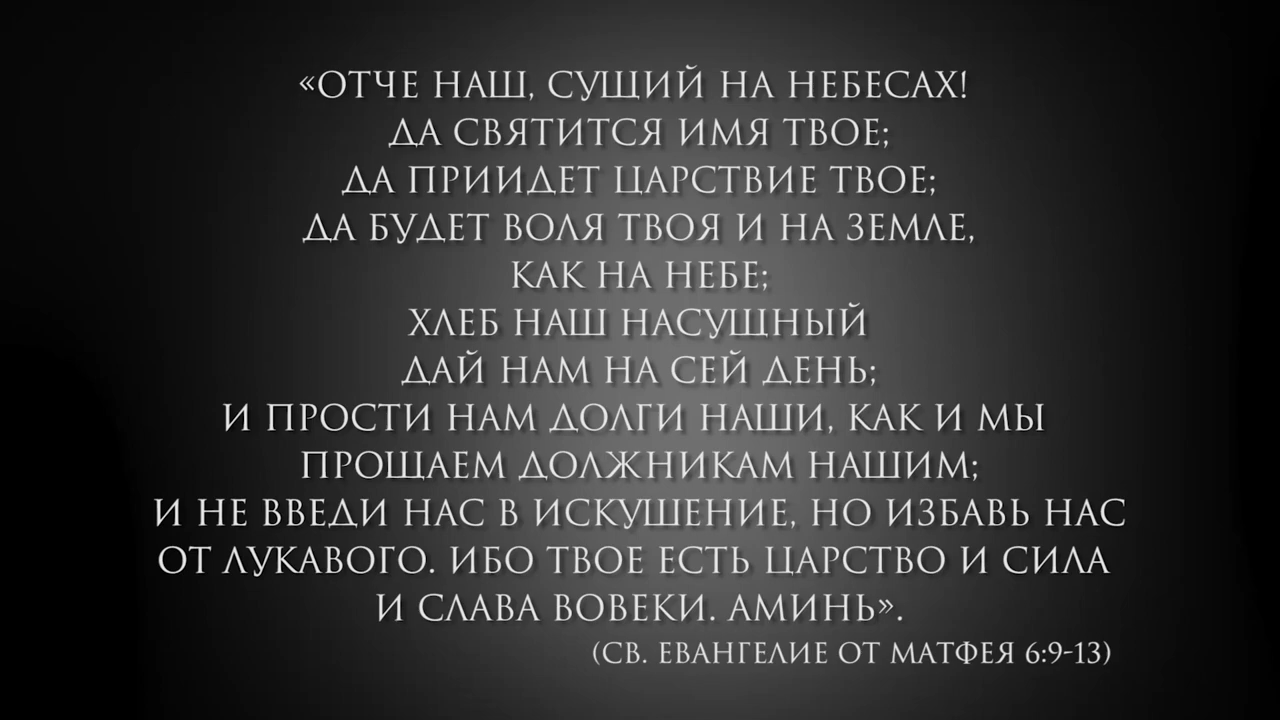 «ОТЧЕ НАШ, СУЩИЙ НА НЕБЕСАХ!
ДА СВЯТИТСЯ ИМЯ ТВОЕ;
ДА ПРИИДЕТ ЦАРСТВИЕ ТВОЕ;
ДА БУДЕТ ВОЛЯ ТВОЯ И НА ЗЕМЛЕ,
КАК НА НЕБЕ;
ХЛЕБ НАШ НАСУЩНЫЙ
ДАЙ НАМ НА СЕЙ ДЕНЬ;
И ПРОСТИ НАМ ДОЛГИ НАШИ, КАК И МЫ
ПРОЩАЕМ ДОЛЖНИКАМ НАШИМ;
И НЕ ВВЕДИ НАС В ИСКУШЕНИЕ, НО ИЗБАВЬ НАС
ОТ ЛУКАВОГО. ИБО ТВОЕ ЕСТЬ ЦАРСТВО И СИЛА
И СЛАВА ВОВЕКИ. АМИНЬ».
(СВ. ЕВАНГЕЛИЕ ОТ МАТФЕЯ 6:9-13)